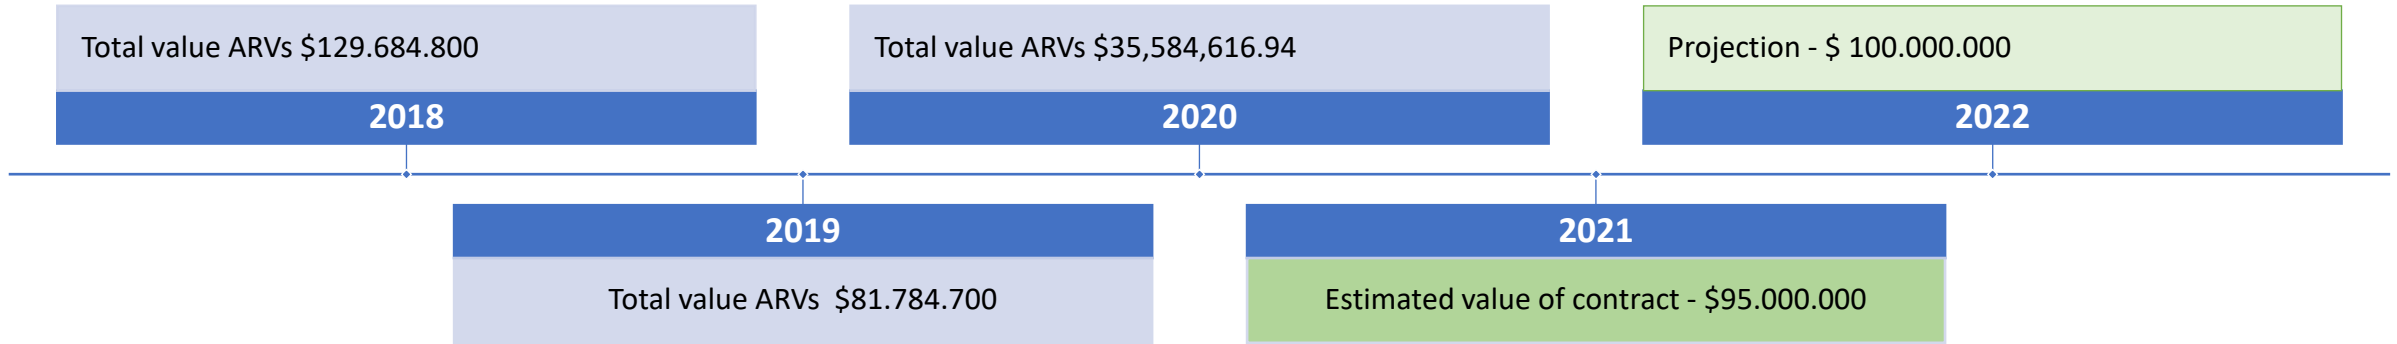 Total value ARVs $129.684.800
2018
Total value ARVs  $81.784.700
2019
Total value ARVs $35,584,616.94
2020
Estimated value of contract - $95.000.000
2021
Projection - $ 100.000.000
2022